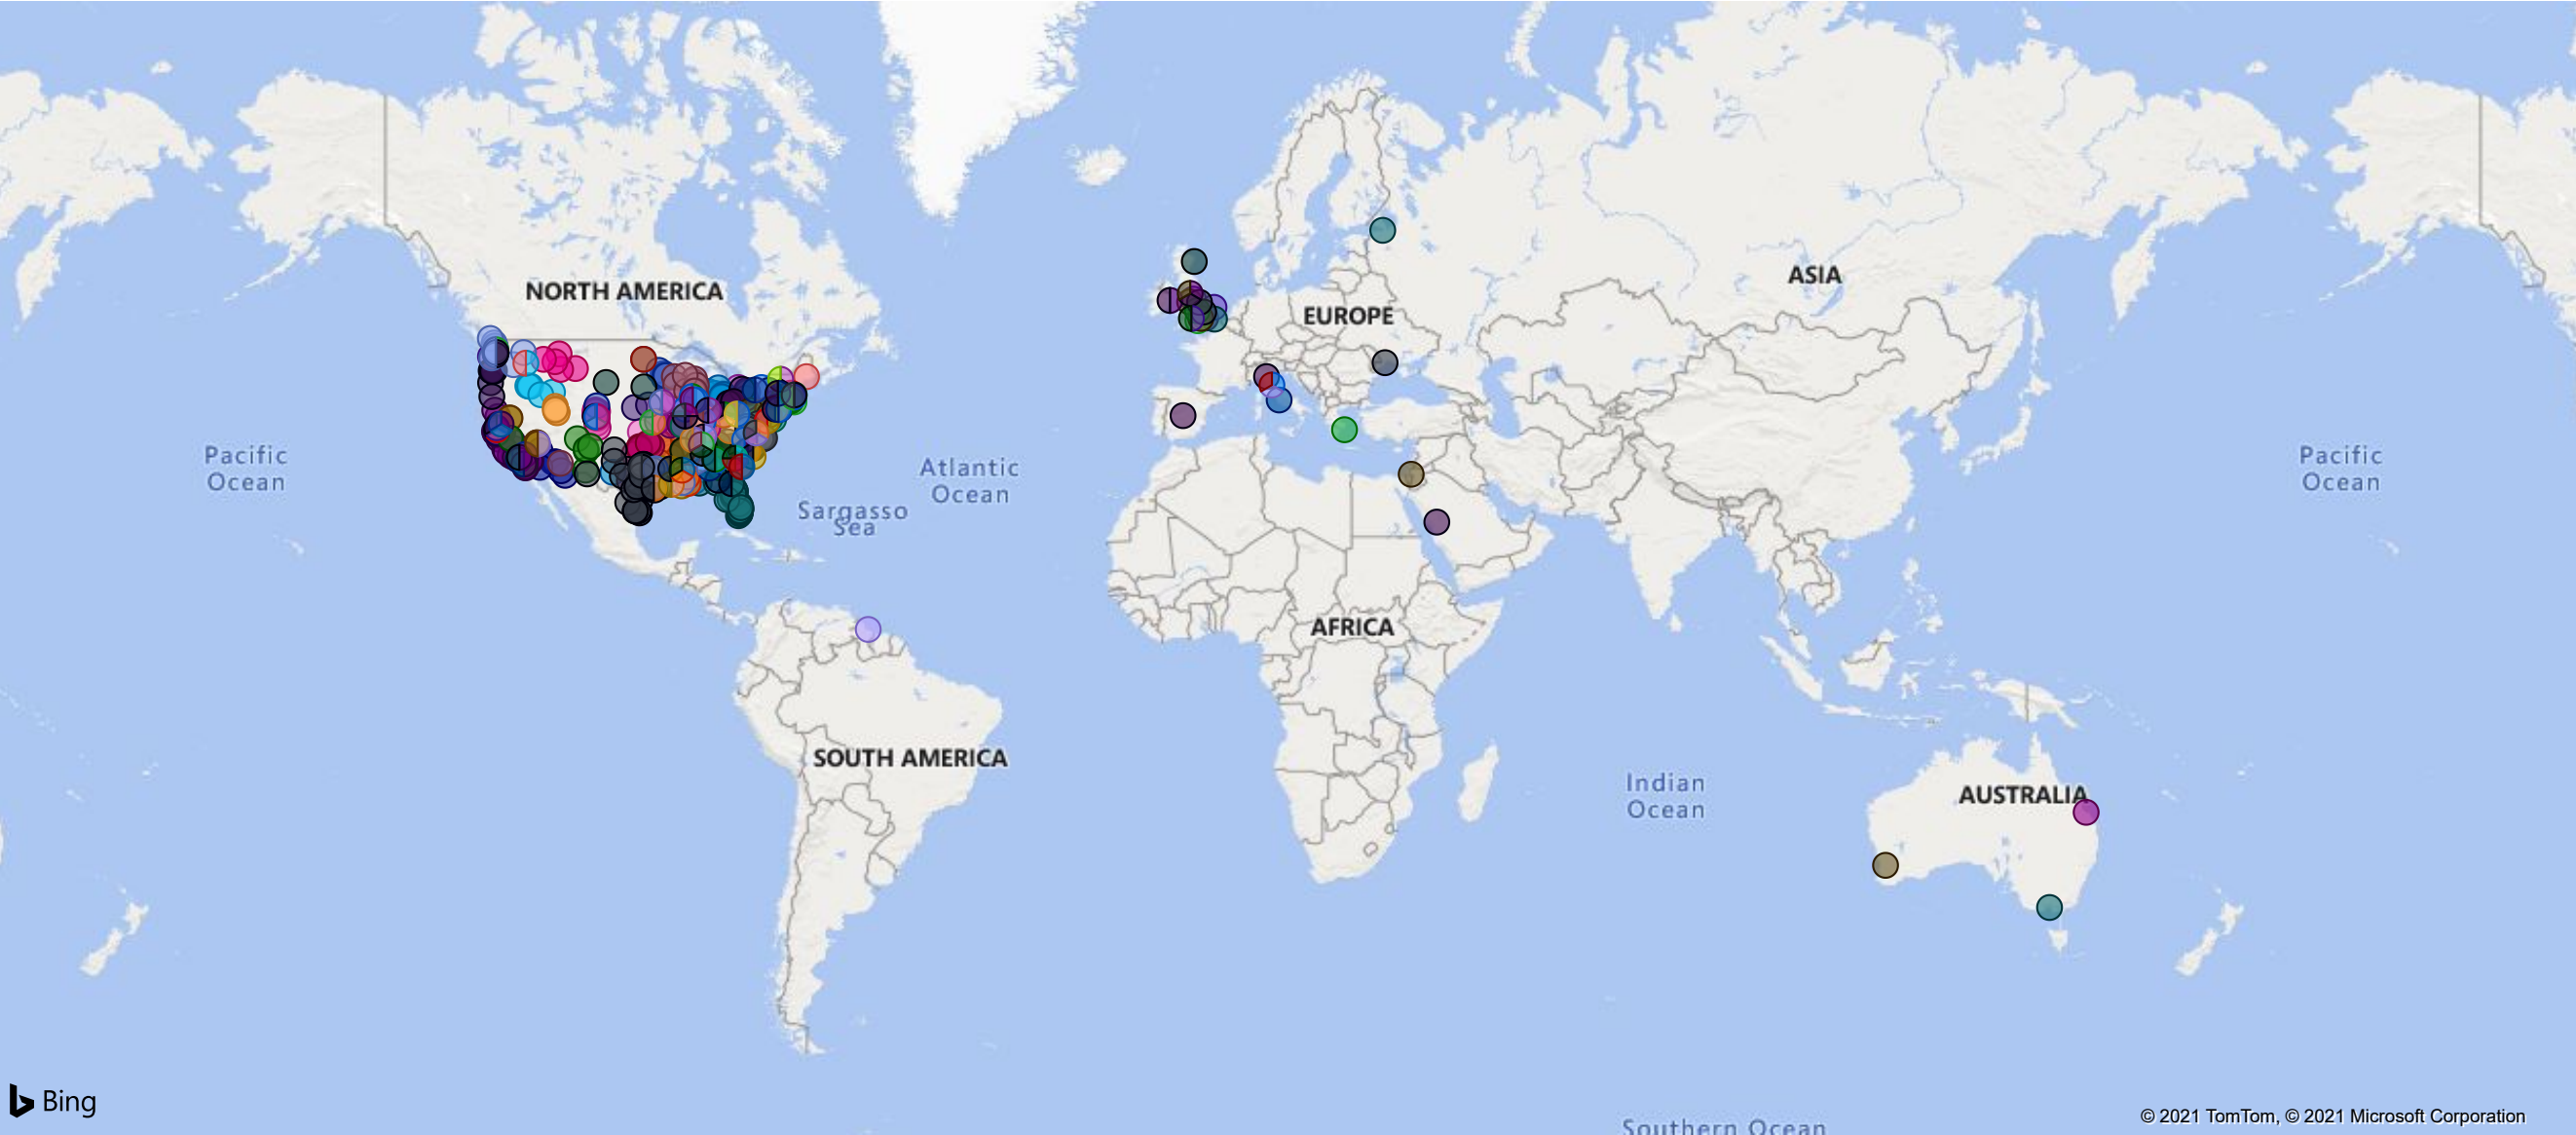 NORTH AMERICA
ASIA
EUROPE
Pacific
Ocean
Atlantic
Ocean
Pacific
Ocean
Sargasso
Sea
AFRICA
SOUTH AMERICA
Indian
Ocean
AUSTRALIA
Bing
© 2021 TomTom, © 2021 Microsoft Corporation
Southern Ocean